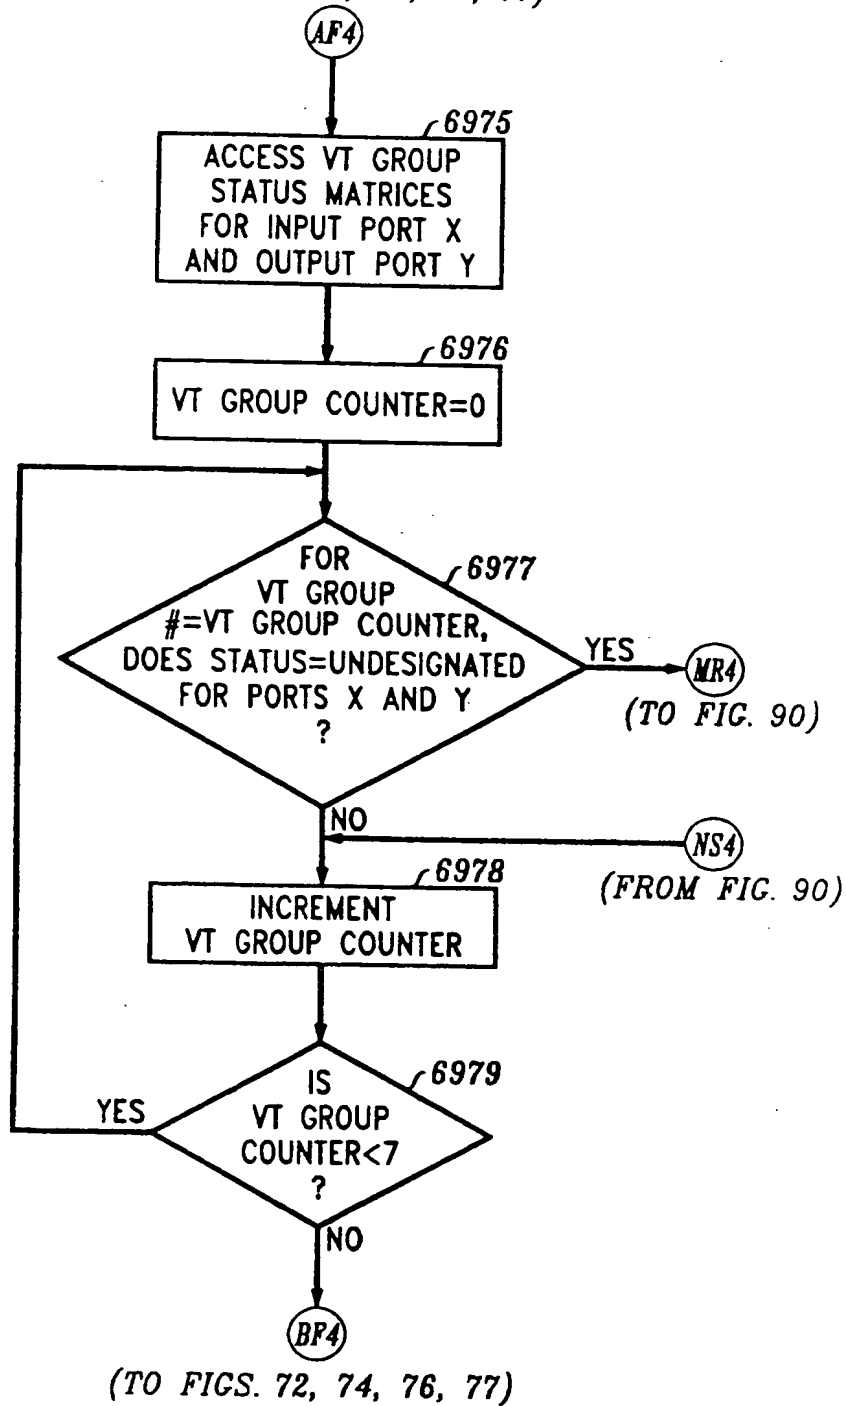 AF4
6975
ACCESS VT GROUP
STATUS MATRICES
FOR INPUT PORT X
AND OUTPUT PORT Y
6976
VT GROUP COUNTER=0
6977
FOR
VT GROUP
#=VT GROUP COUNTER,
DOES STATUS=UNDESIGNATED
FOR PORTS X AND Y
?
YES
MR4
(TO FIG. 90)
NO
NS4
(FROM FIG. 90)
6978
INCREMENT
VT GROUP COUNTER
6979
IS
VT GROUP
COUNTER<7
?
YES
NO
BF4
(TO FIGS. 72, 74, 76, 77)